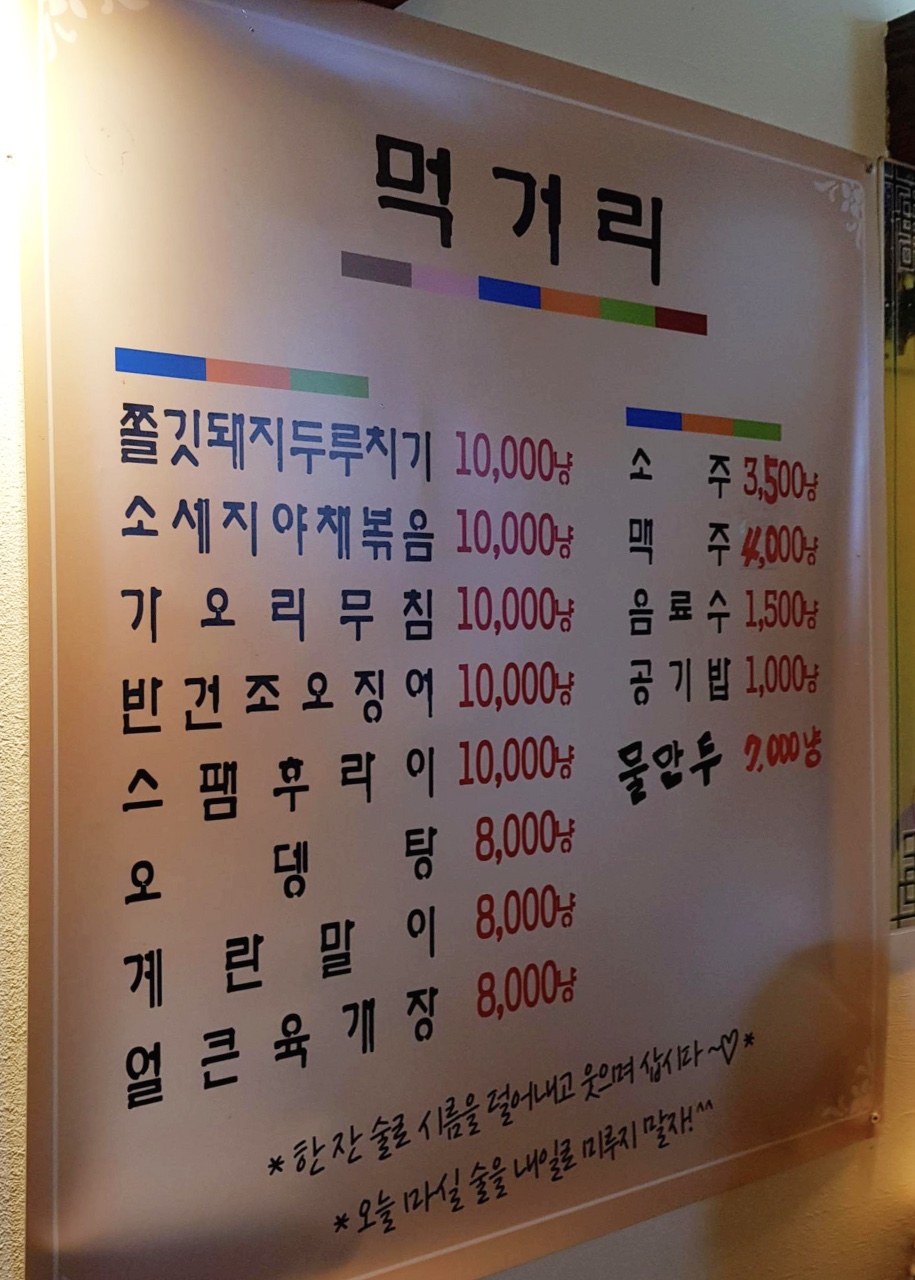 먹거리
쫄깃돼지두루치기 10,000냥
소세지야채볶음 10,000냥
가오리무침 10,000냥
반건조오징어 10,000냥
스팸후라이 10,000냥
오뎅탕 8,000냥
계란말이 8,000냥
얼큰육개장 8,000냥
소주 3,500냥
맥주 4,000냥
음료수 1,500냥
공기밥 1,000냥
물만두 7,000냥
*한잔 술로 시름을 덜어내고 웃으며 삽시다~♡*
*오늘 마실 술을 내일로 미루지 말자!^^